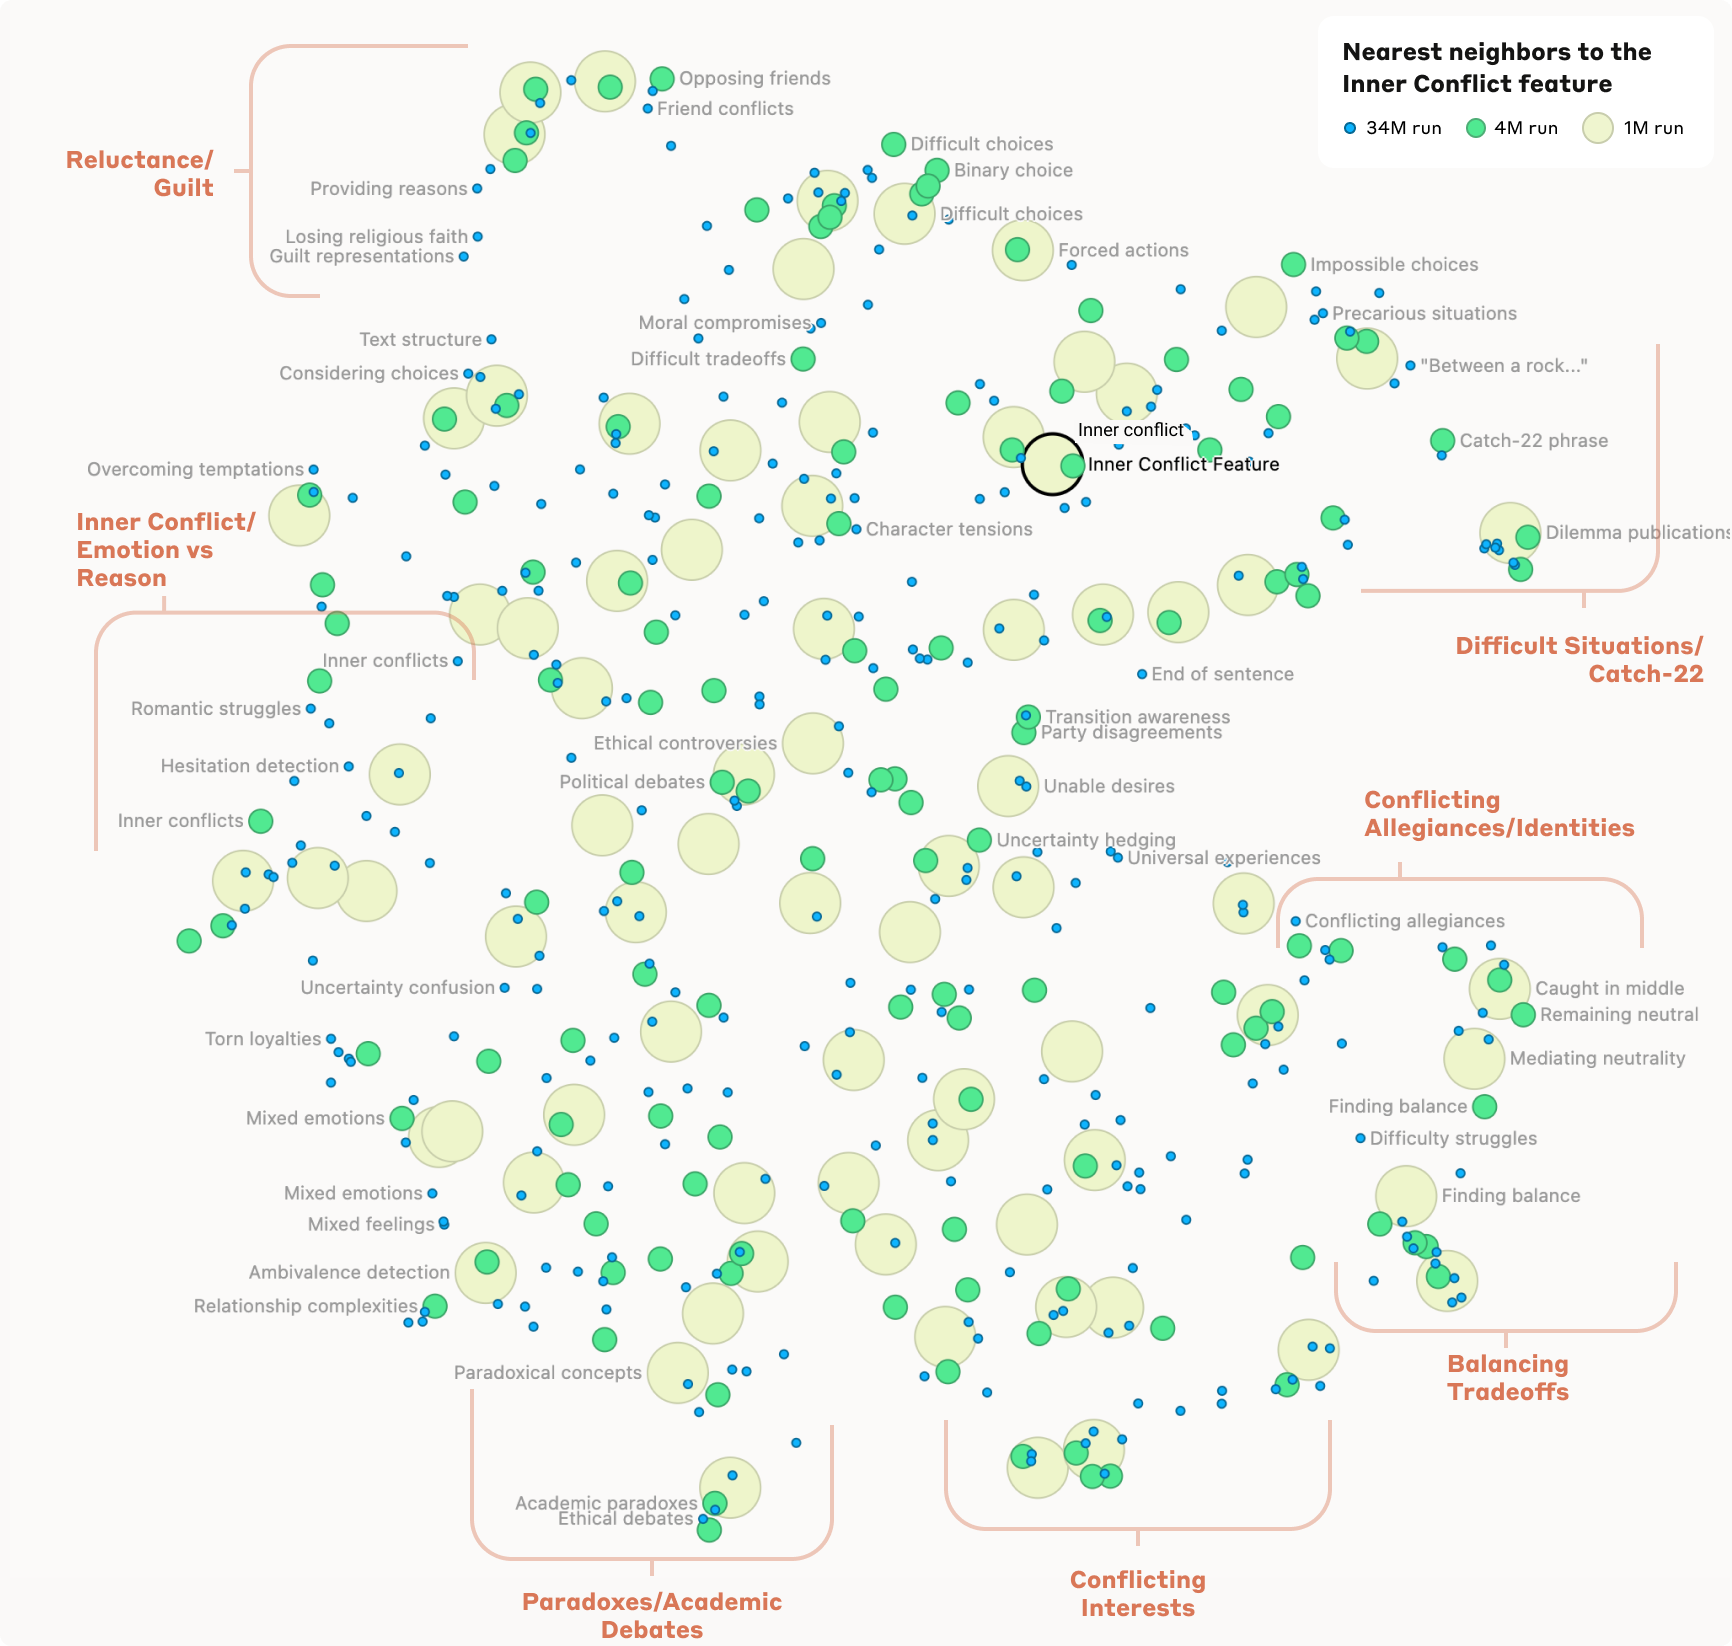 Nearest neighbors to the
Inner Conflict feature
34M run
4M run
1M run
Opposing friends
Friend conflicts
Reluctance/
Guilt
Providing reasons
Losing religious faith
Guilt representations
Difficult choices
Binary choice
Difficult choices
Forced actions
Impossible choices
Precarious situations
"Between a rock..."
Text structure
Considering choices
Moral compromises
Difficult tradeoffs
Inner conflict
Inner Conflict Feature
Catch-22 phrase
Overcoming temptations
Inner Conflict/
Emotion vs
Reason
Character tensions
Dilemma publications
Difficult Situations/
Catch-22
Inner conflicts
End of sentence
Romantic struggles
Transition awareness
Party disagreements
Ethical controversies
Hesitation detection
Political debates
Unable desires
Inner conflicts
Uncertainty hedging
Universal experiences
Conflicting
Allegiances/Identities
Conflicting allegiances
Uncertainty confusion
Caught in middle
Remaining neutral
Torn loyalties
Mediating neutrality
Mixed emotions
Finding balance
Difficulty struggles
Mixed emotions
Finding balance
Mixed feelings
Ambivalence detection
Relationship complexities
Paradoxical concepts
Balancing
Tradeoffs
Academic paradoxes
Ethical debates
Paradoxes/Academic
Debates
Conflicting
Interests